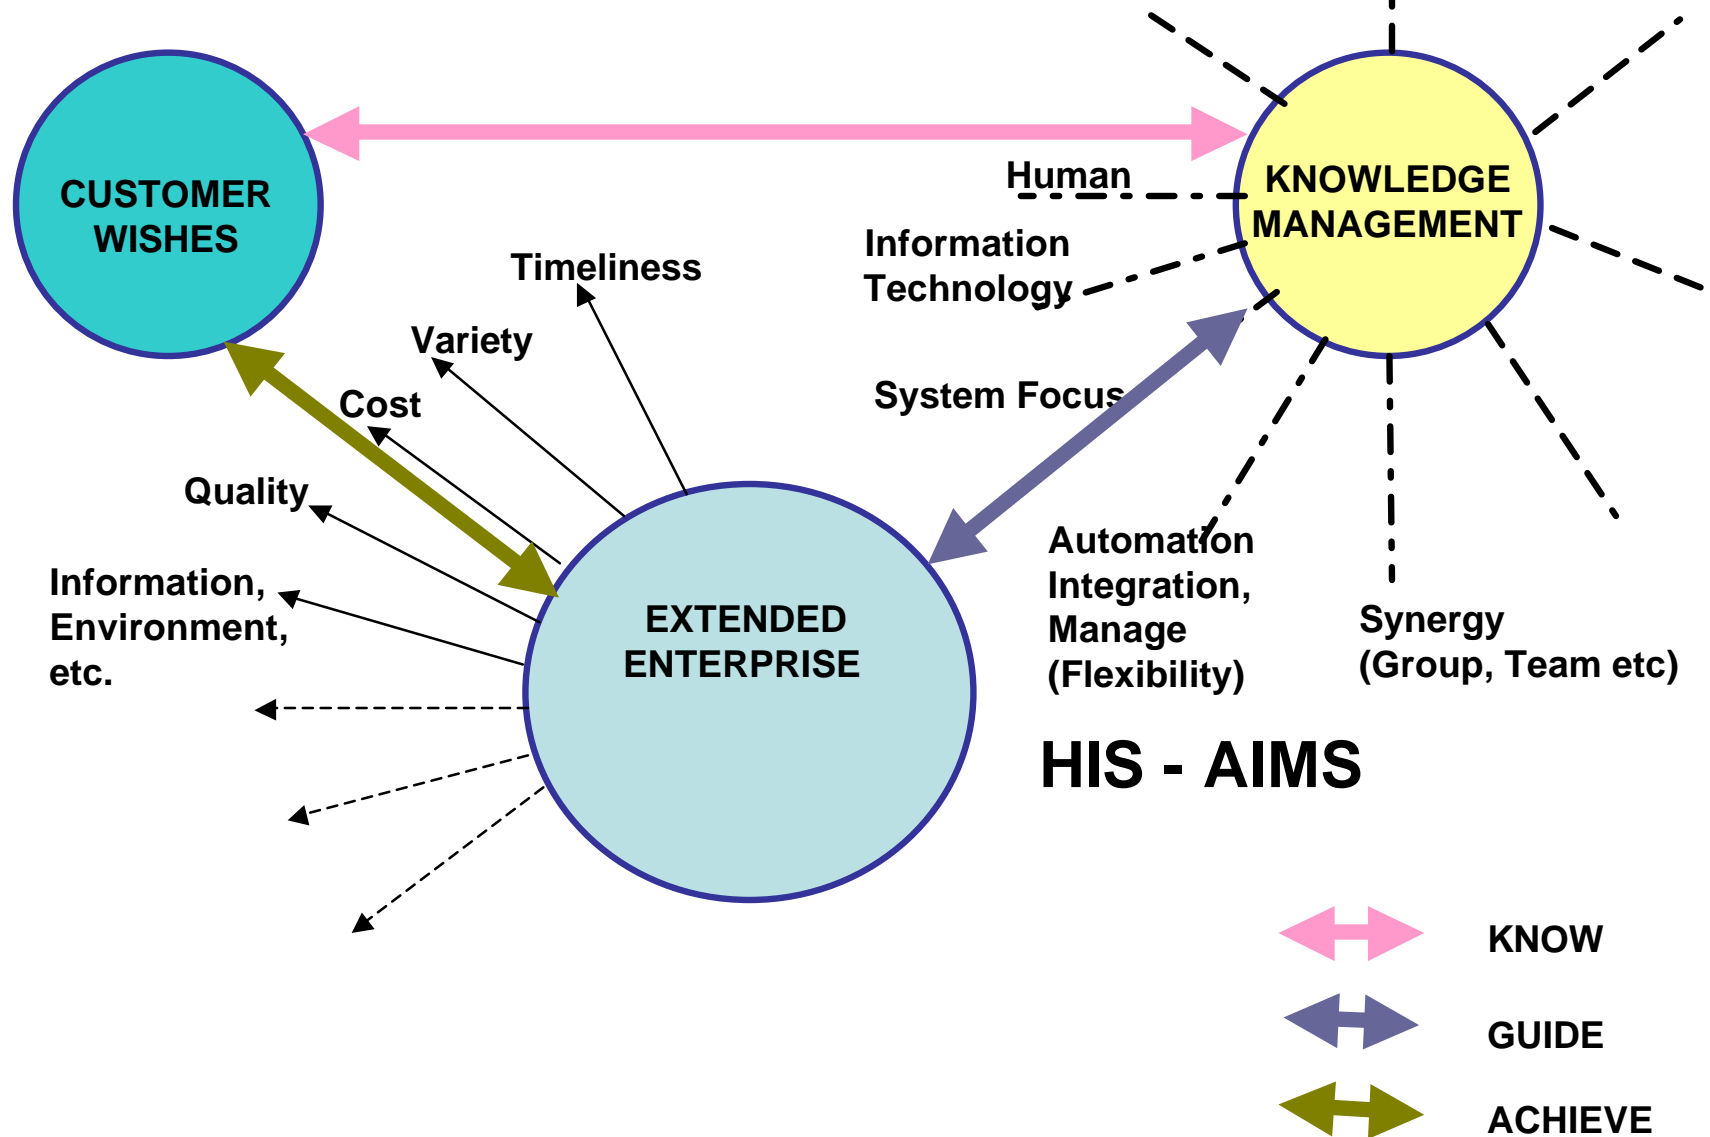 CUSTOMER
WISHES
KNOWLEDGE
MANAGEMENT
Human
Information
Technology
Timeliness
Variety
System Focus
Cost
Quality
Information,
Environment,
etc.
EXTENDED
ENTERPRISE
Automation
Integration,
Manage
(Flexibility)
Synergy
(Group, Team etc)
HIS - AIMS
KNOW
GUIDE
ACHIEVE